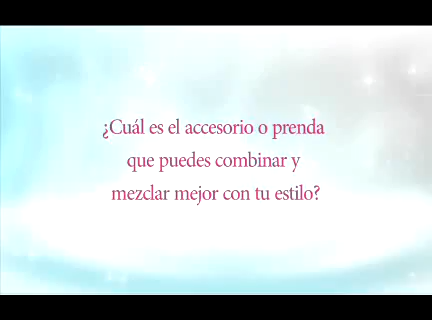 ¿Cuál es el accesorio o prenda
que puedes combinar y
mezclar mejor con tu estilo?